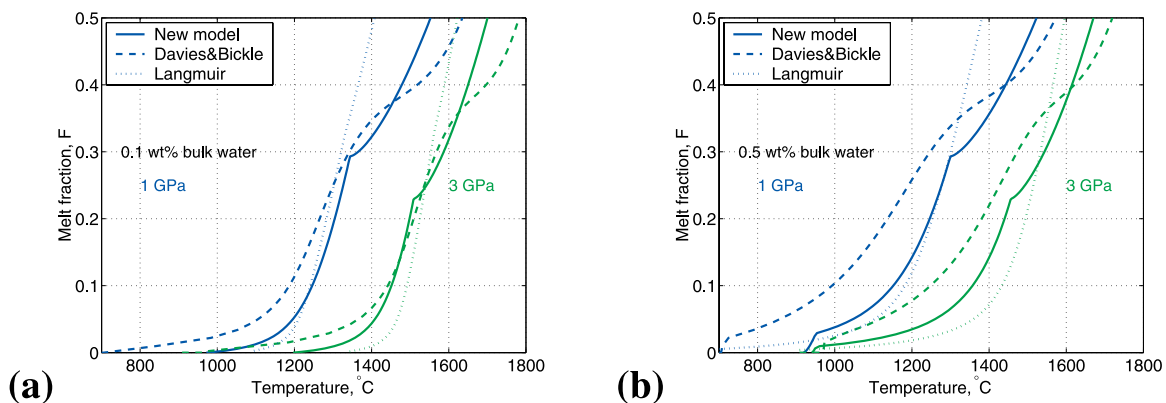 0.5
0.4
0.3
0.2
0.1
0
Melt fraction, F
New model
Davies&Bickle
Langmuir
0.1 wt% bulk water
1 GPa
3 GPa
800 1000 1200 1400 1600 1800
Temperature, °C
(a)
0.5
0.4
0.3
0.2
0.1
0
Melt fraction, F
New model
Davies&Bickle
Langmuir
0.5 wt% bulk water
1 GPa
3 GPa
800 1000 1200 1400 1600 1800
Temperature, °C
(b)